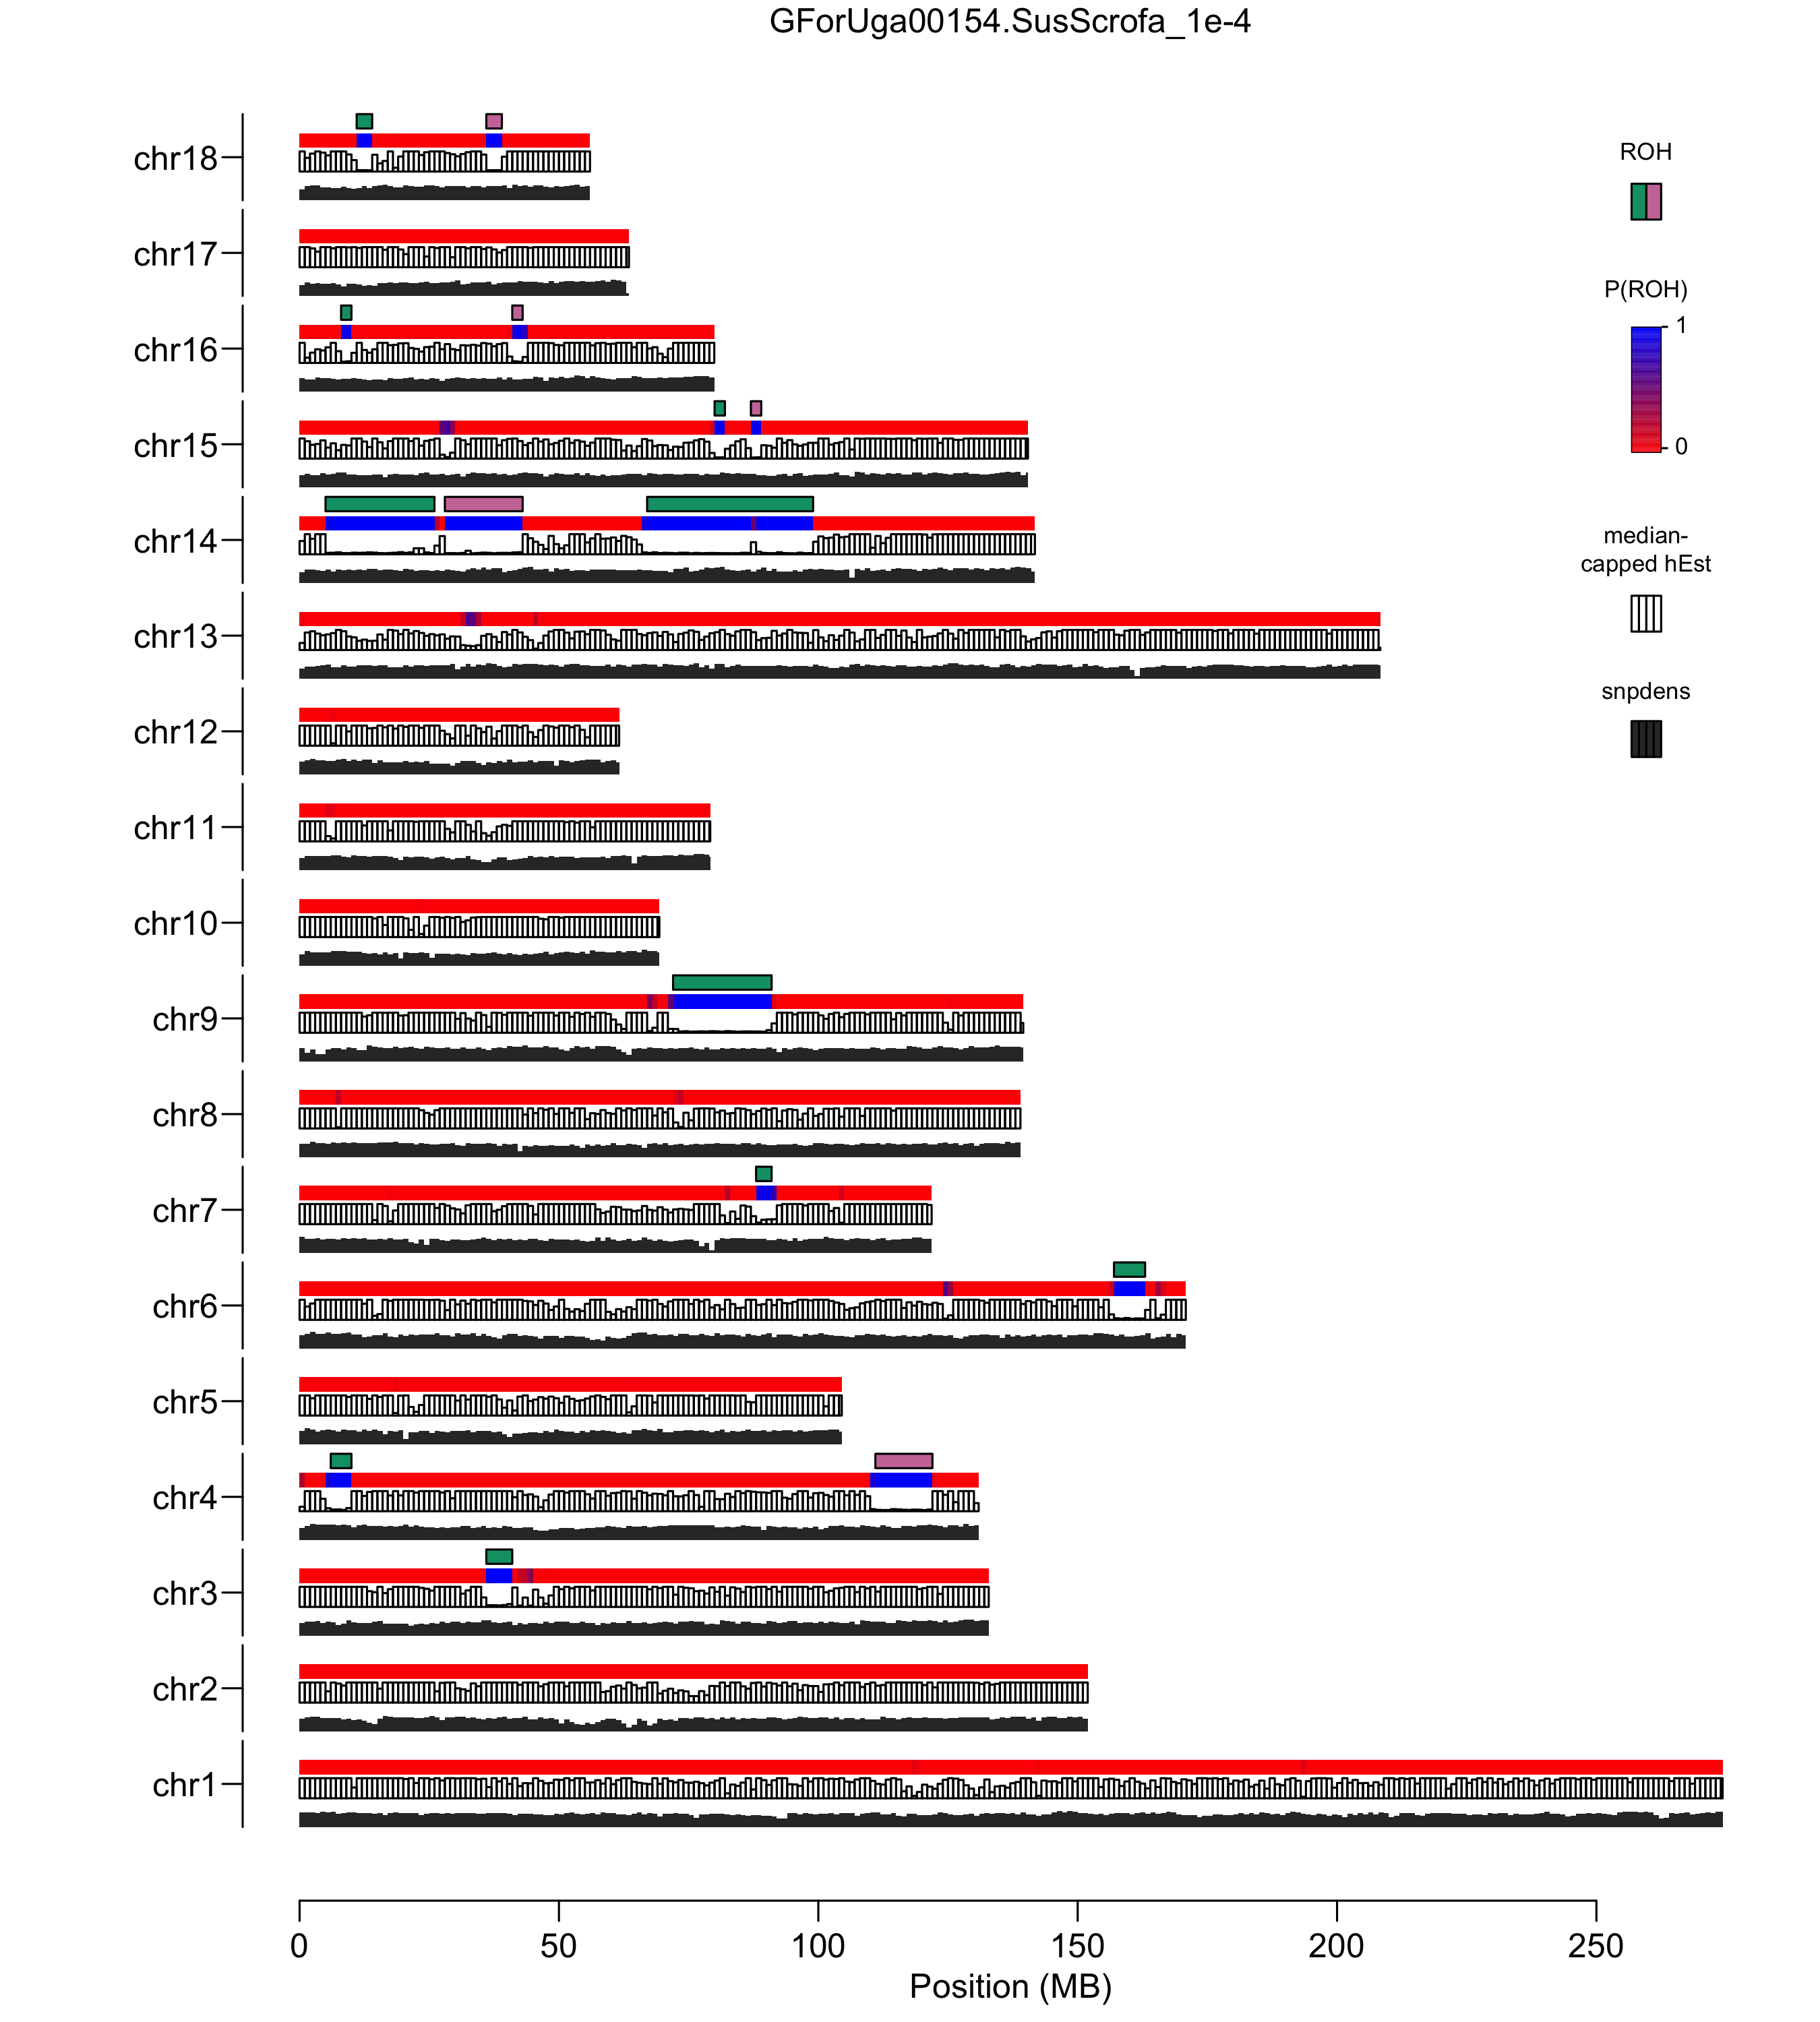 GForUga00154.SusScrofa_1e-4
chr18
chr17
chr16
chr15
chr14
chr13
chr12
chr11
chr10
chr9
chr8
chr7
chr6
chr5
chr4
chr3
chr2
chr1
ROH
P(ROH)
1
0
median-
capped hEst
snpdens
0 50 100 150 200 250
Position (MB)